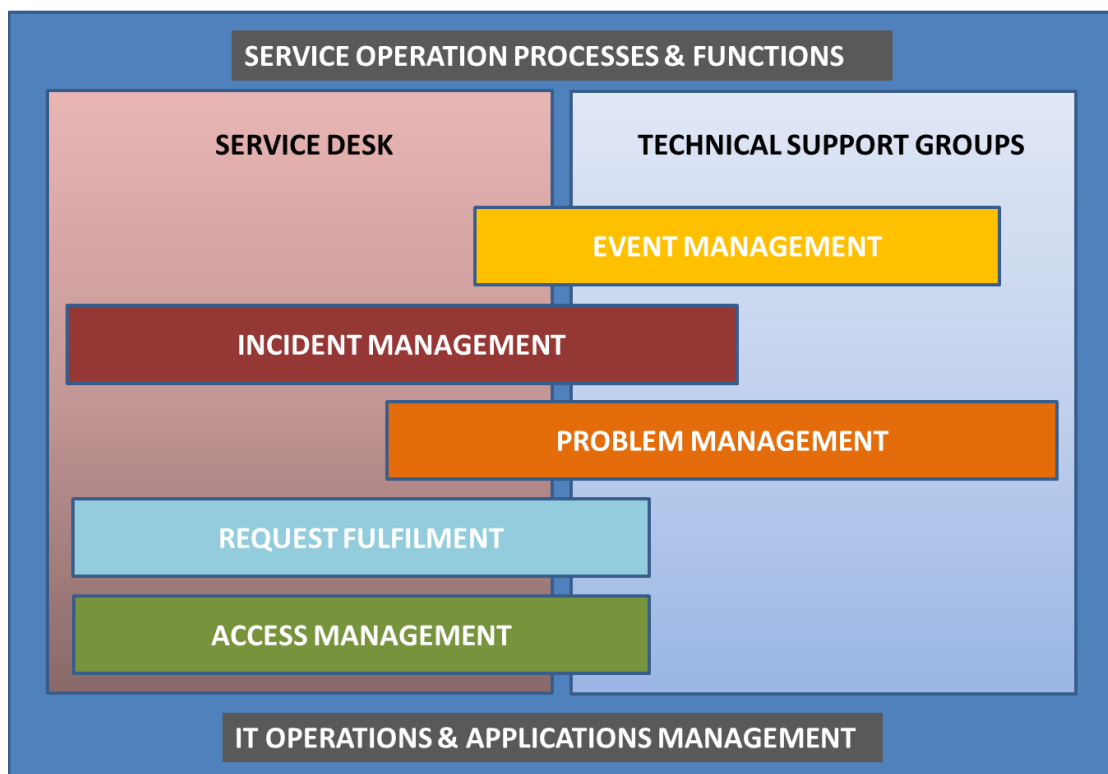 SERVICE OPERATION PROCESSES & FUNCTIONS
SERVICE DESK
TECHNICAL SUPPORT GROUPS
EVENT MANAGEMENT
INCIDENT MANAGEMENT
PROBLEM MANAGEMENT
REQUEST FULFILMENT
ACCESS MANAGEMENT
IT OPERATIONS & APPLICATIONS MANAGEMENT